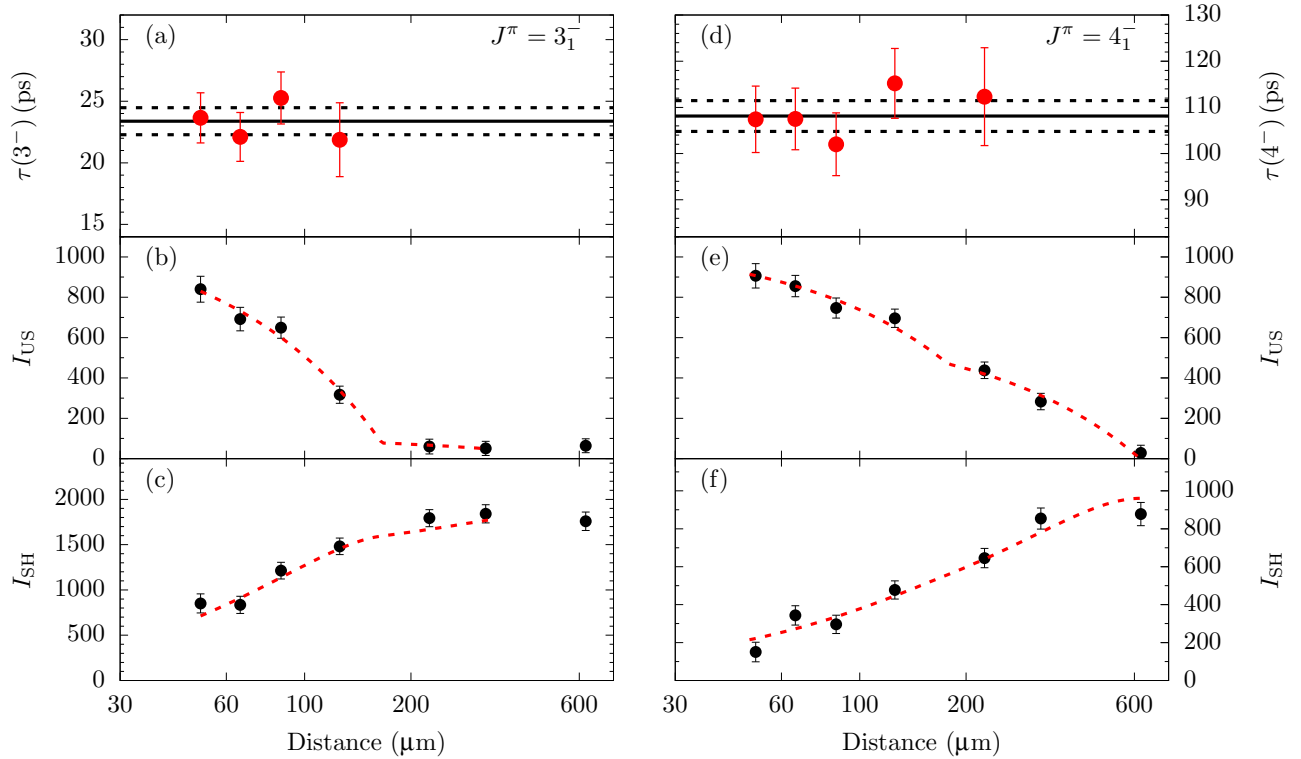 (a)
J^π = 3₁⁻
τ(3⁻) (ps)
30
25
20
15
(b)
I_US
1000
800
600
400
200
0
(c)
I_SH
2000
1500
1000
500
0
30
60
100
200
600
Distance (μm)
(d)
J^π = 4₁⁻
τ(4⁻) (ps)
130
120
110
100
90
(e)
I_US
1000
800
600
400
200
0
(f)
I_SH
1000
800
600
400
200
0
30
60
100
200
600
Distance (μm)